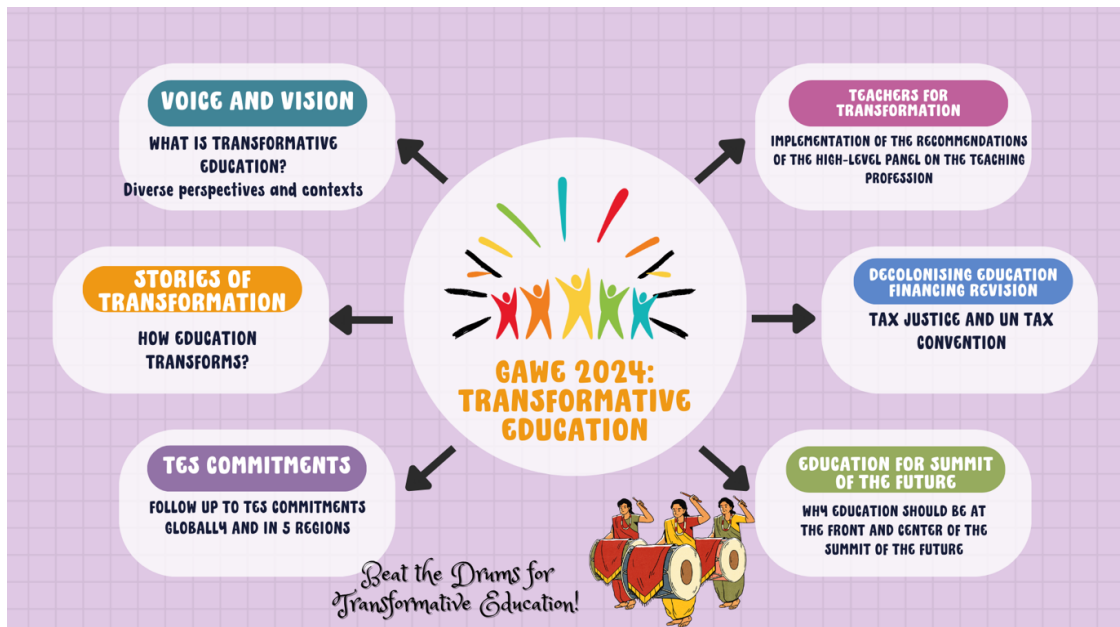 VOICE AND VISION
WHAT IS TRANSFORMATIVE
EDUCATION?
Diverse perspectives and contexts
STORIES OF
TRANSFORMATION
HOW EDUCATION
TRANSFORMS?
TES COMMITMENTS
FOLLOW UP TO TES COMMITMENTS
GLOBALLY AND IN 5 REGIONS
GAWE 2024:
TRANSFORMATIVE
EDUCATION
TEACHERS FOR
TRANSFORMATION
IMPLEMENTATION OF THE RECOMMENDATIONS
OF THE HIGH-LEVEL PANEL ON THE TEACHING
PROFESSION
DECOLONISING EDUCATION
FINANCING REVISION
TAX JUSTICE AND UN TAX
CONVENTION
EDUCATION FOR SUMMIT
OF THE FUTURE
WHY EDUCATION SHOULD BE AT
THE FRONT AND CENTER OF THE
SUMMIT OF THE FUTURE
Beat the Drums for
Transformative Education!